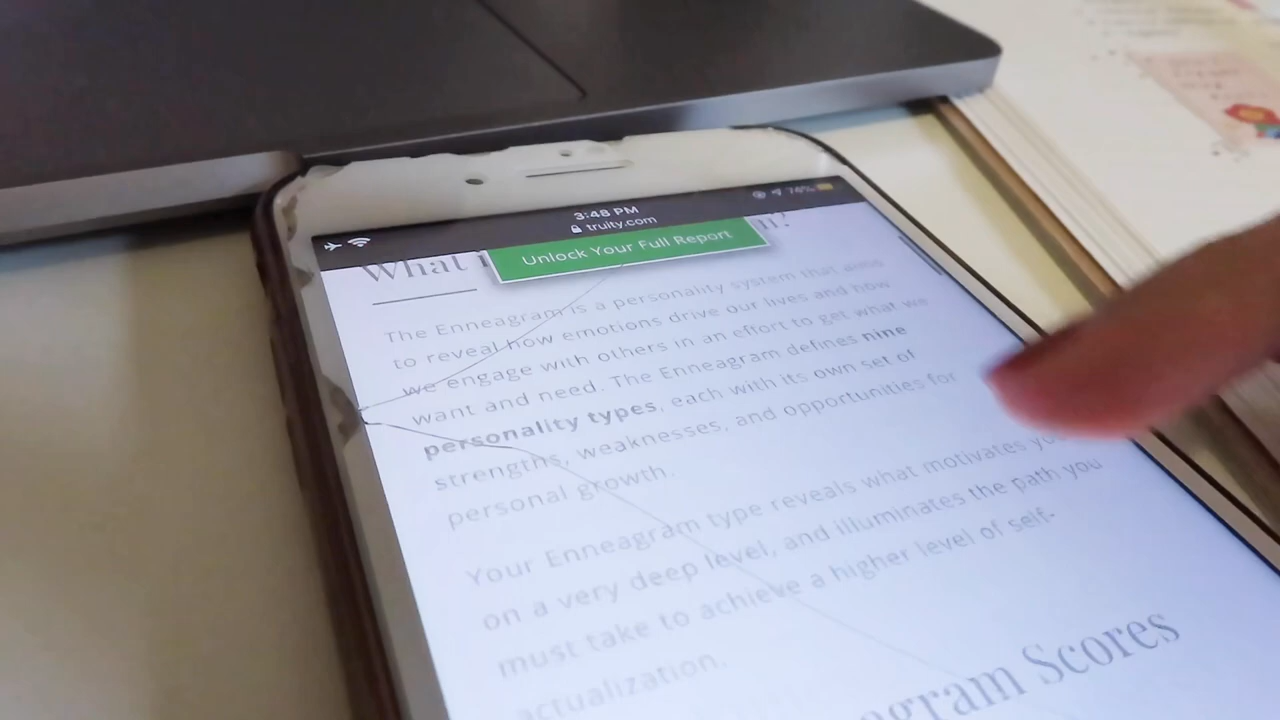 3:48 PM
74%
truity.com
Unlock Your Full Report
What i
The Enneagram is a personality system that aims
to reveal how emotions drive our lives and how
we engage with others in an effort to get what we
want and need. The Enneagram defines nine
personality types, each with its own set of
strengths, weaknesses, and opportunities for
personal growth.
Your Enneagram type reveals what motivates you
on a very deep level, and illuminates the path you
must take to achieve a higher level of self-
actualization.
gram Scores